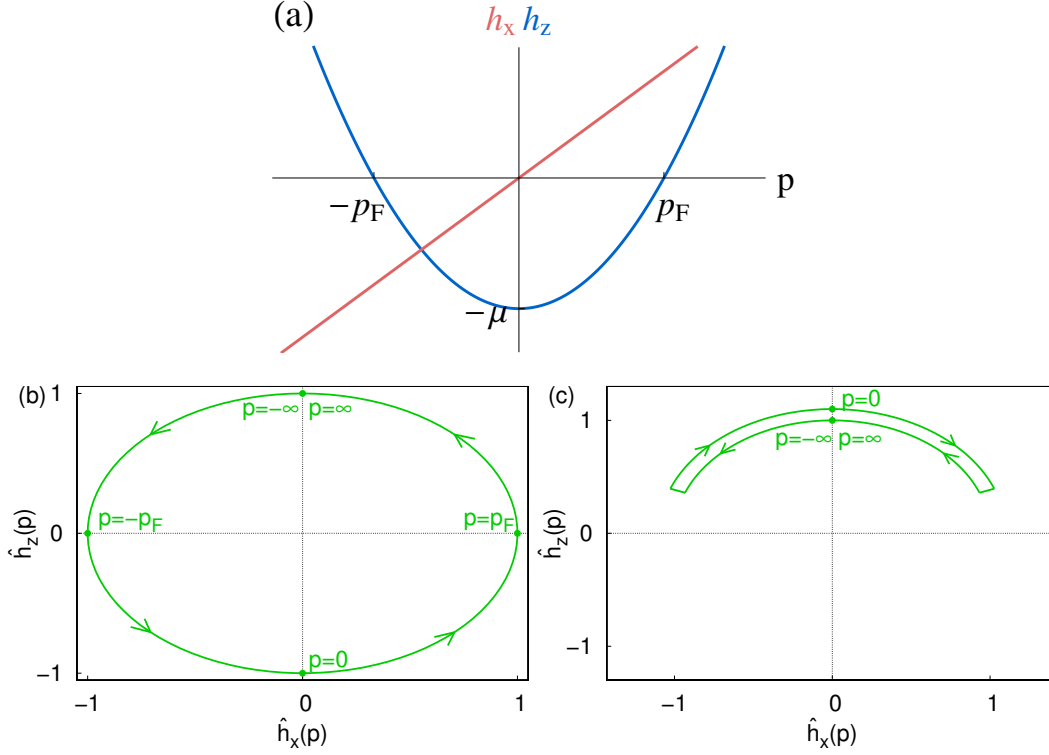 (a)
hx hz
p
−pF
pF
−μ
(b)
1
0
−1
p=−∞ p=∞
p=−pF
p=pF
p=0
ĥz(p)
−1
0
1
ĥx(p)
(c)
1
0
−1
p=0
p=−∞ p=∞
ĥz(p)
−1
0
1
ĥx(p)